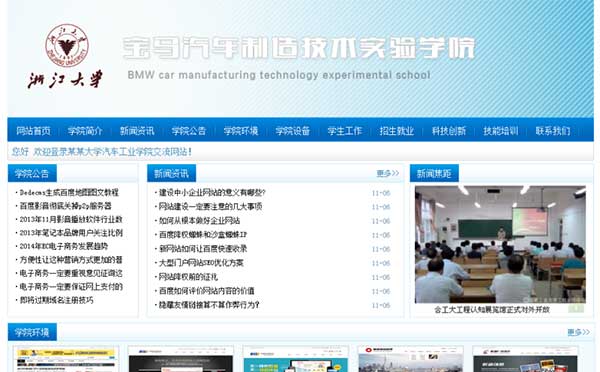 浙江大学
宝马汽车制造技术实验学院
BMW car manufacturing technology experimental school
网站首页 学院简介 新闻资讯 学院公告 学院环境 学院设备 学生工作 招生就业 科技创新 技能培训 联系我们
您好 欢迎登录某某大学汽车工业学院交流网站!
学院公告
·Dedecms生成百度地图图文教程
·百度影音彻底关掉p2p服务器
·2013年11月影音播放软件行业数
·2013年笔记本品牌用户关注比例
·2014年EC电子商务发展趋势
·方便性让这种营销方式更加的普
·电子商务一定要重视意见征询这
·电子商务一定要保证网上支付的
·即将过期域名注册技巧
新闻资讯 更多>>
·建设中小企业网站的意义有哪些? 11-06
·网站建设一定要注意的几大事项 11-06
·如何从根本做好企业网站 11-06
·百度降权蜘蛛和沙盒蜘蛛IP 11-06
·新网站如何让百度快速收录 11-06
·大型门户网站SEO优化方案 11-06
·网站降权前的征兆 11-06
·百度如何评价网站内容的价值 11-06
·隐藏友情链接算不算作弊行为? 11-06
新闻焦距
合工大工程认知展览馆正式对外开放
1
学院环境 更多>>